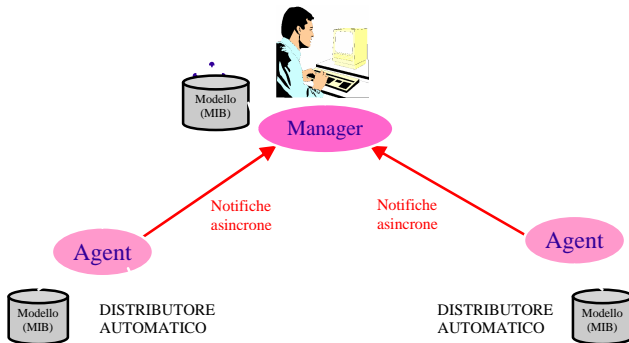 Modello
(MIB)
Manager
Notifiche
asincrone
Notifiche
asincrone
Agent
Agent
Modello
(MIB)
DISTRIBUTORE
AUTOMATICO
DISTRIBUTORE
AUTOMATICO
Modello
(MIB)